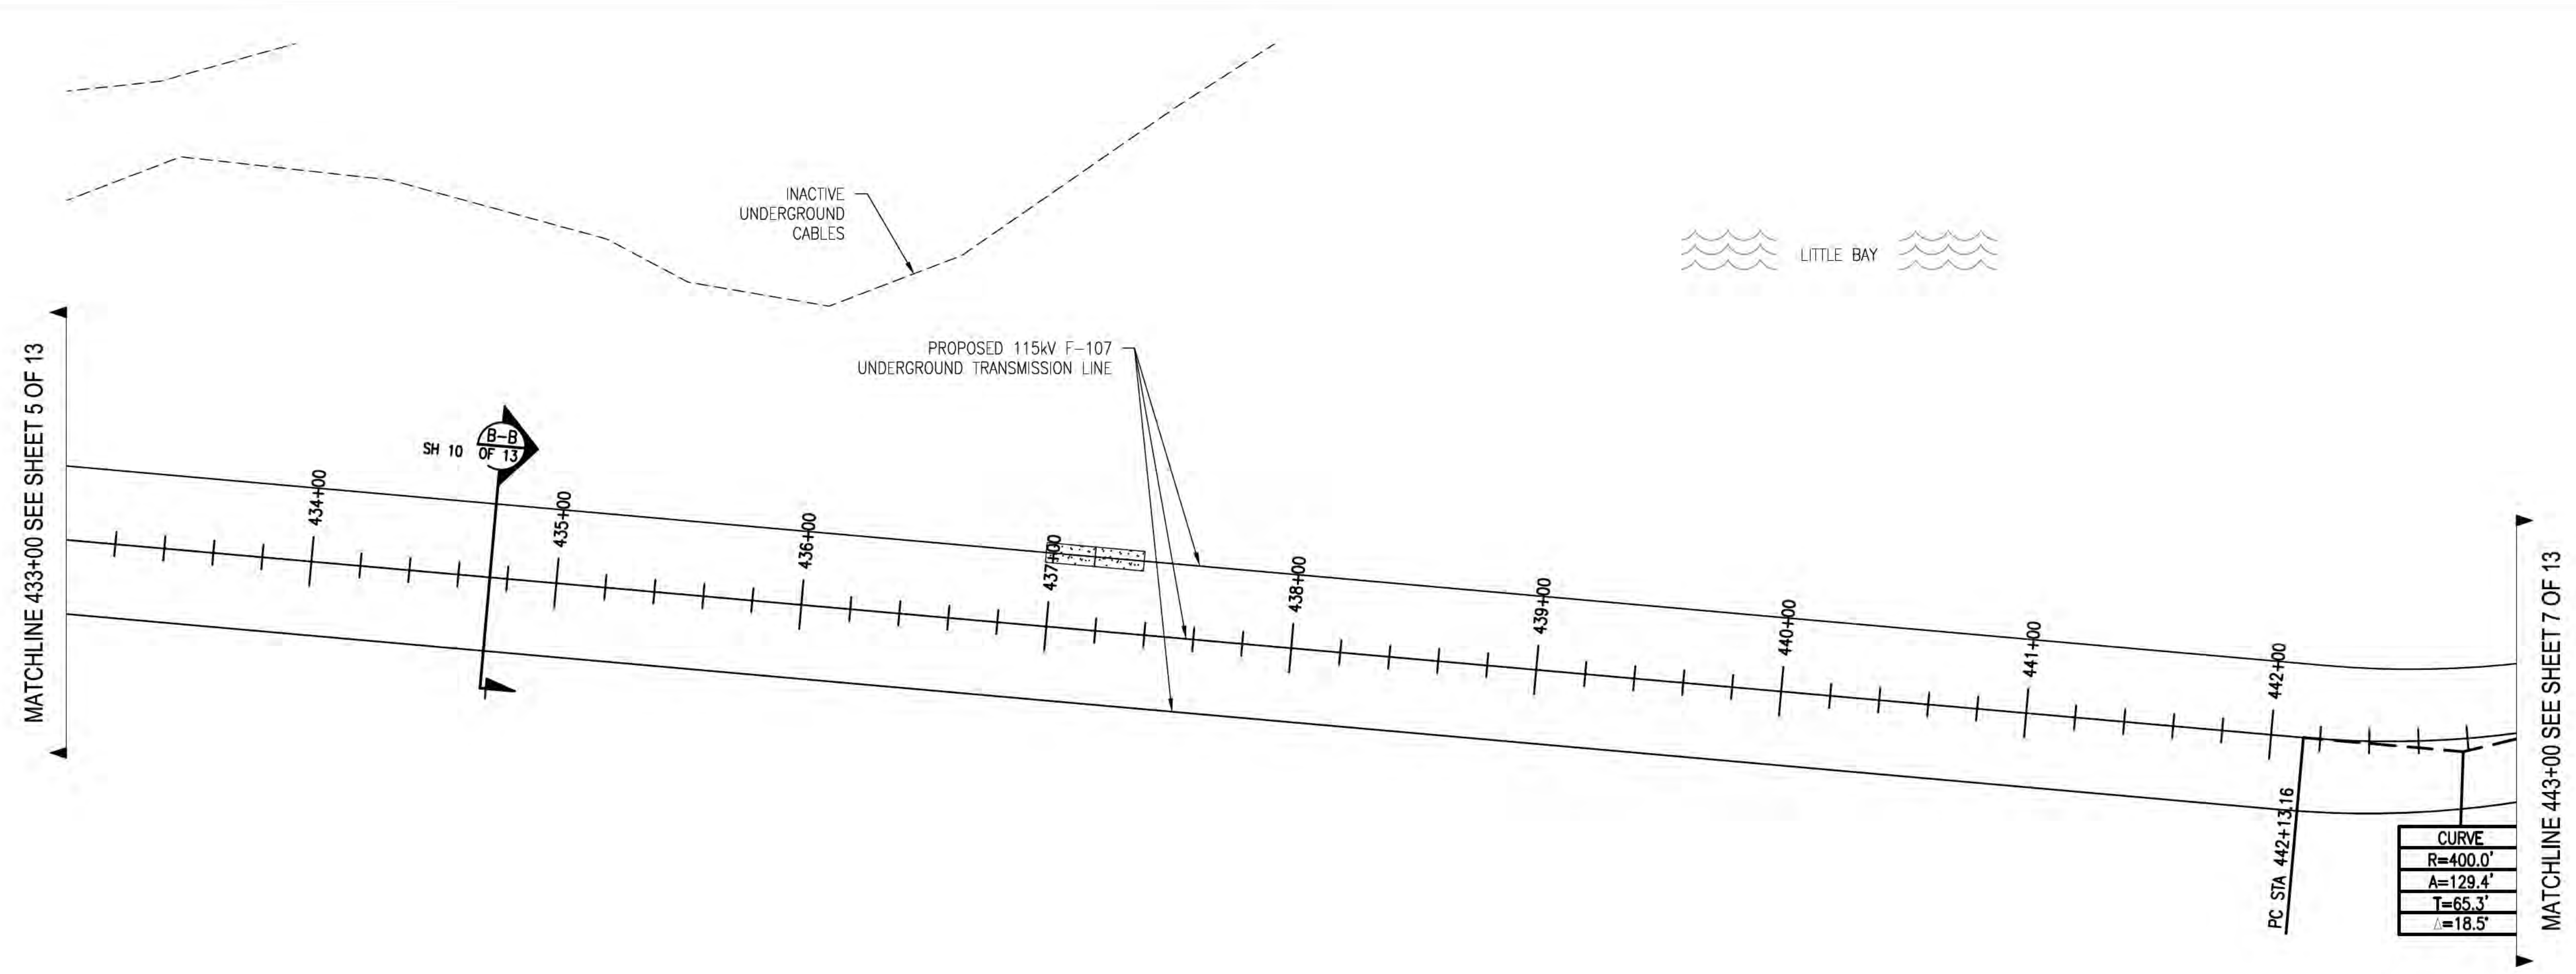 INACTIVE
UNDERGROUND
CABLES
LITTLE BAY
PROPOSED 115kV F-107
UNDERGROUND TRANSMISSION LINE
MATCHLINE 433+00 SEE SHEET 5 OF 13
SH 10
B-B
OF 13
434+00
435+00
436+00
437+00
438+00
439+00
440+00
441+00
442+00
PC STA 442+13.16
CURVE
R=400.0'
A=129.4'
T=65.3'
Δ=18.5°
MATCHLINE 443+00 SEE SHEET 7 OF 13